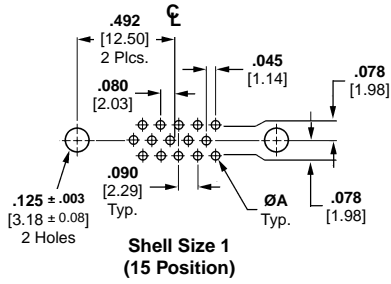 ℄
.492
[12.50]
2 Plcs.
.045
[1.14]
.078
[1.98]
.080
[2.03]
.090
[2.29]
Typ.
.125 ± .003
[3.18 ± 0.08]
2 Holes
ØA
Typ.
.078
[1.98]
Shell Size 1
(15 Position)